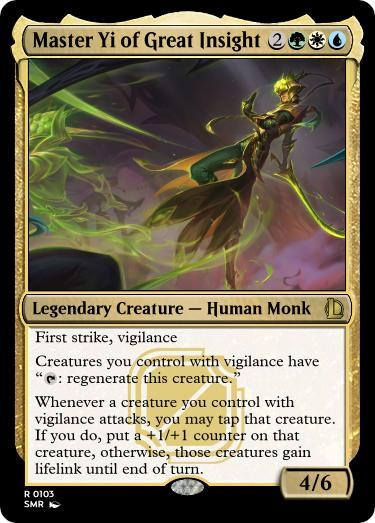 Master Yi of Great Insight 2
Legendary Creature — Human Monk
First strike, vigilance
Creatures you control with vigilance have
“: regenerate this creature.”
Whenever a creature you control with
vigilance attacks, you may tap that creature.
If you do, put a +1/+1 counter on that
creature, otherwise, those creatures gain
lifelink until end of turn.
4/6
R 0103
SMR